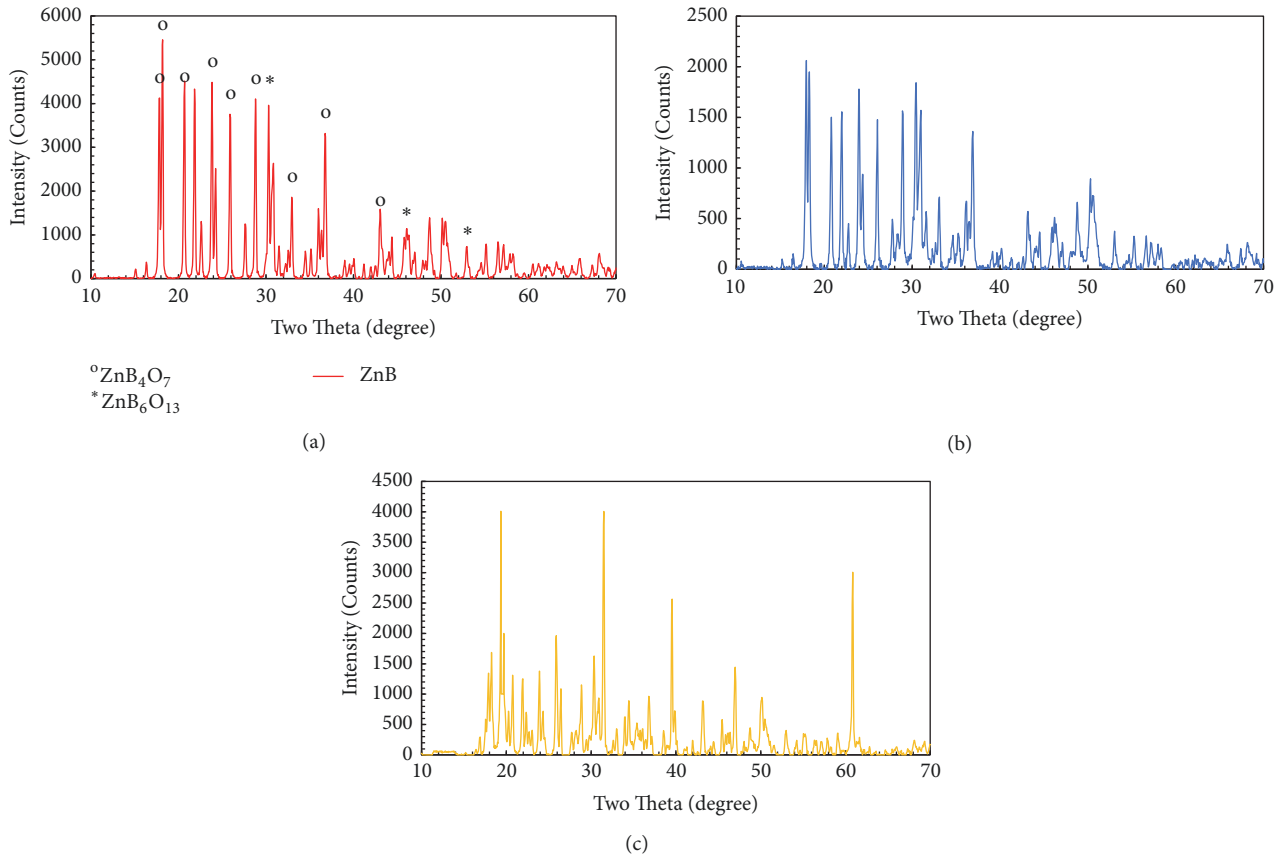 6000
5000
4000
3000
2000
1000
0
Intensity (Counts)
o
o
o
o
o
o
*
o
o
o
*
*
10 20 30 40 50 60 70
Two Theta (degree)
°ZnB₄O₇
*ZnB₆O₁₃
ZnB
(a)
2500
2000
1500
1000
500
0
Intensity (Counts)
10 20 30 40 50 60 70
Two Theta (degree)
(b)
4500
4000
3500
3000
2500
2000
1500
1000
500
0
Intensity (Counts)
10 20 30 40 50 60 70
Two Theta (degree)
(c)